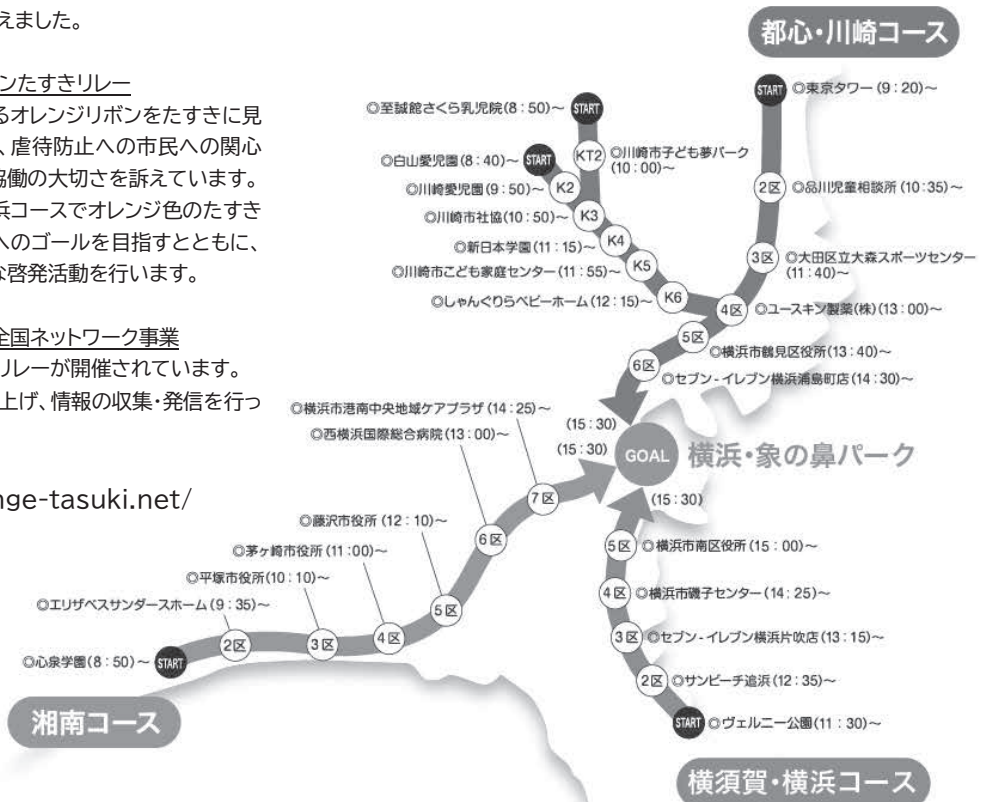 えました。
ンたすきリレー
るオレンジリボンをたすきに見
、虐待防止への市民への関心
協働の大切さを訴えています。
浜コースでオレンジ色のたすき
へのゴールを目指すとともに、
な啓発活動を行います。
全国ネットワーク事業
リレーが開催されています。
上げ、情報の収集・発信を行っ
nge-tasuki.net/
都心・川崎コース
START ◎東京タワー(9:20)～
2区 ◎品川児童相談所(10:35)～
3区 ◎大田区立大森スポーツセンター
(11:40)～
4区 ◎ユースキン製薬(株)(13:00)～
5区 ◎横浜市鶴見区役所(13:40)～
6区 ◎セブン-イレブン横浜浦島町店(14:30)～
◎至誠館さくら乳児院(8:50)～ START
KT2 ◎川崎市子ども夢パーク
(10:00)～
◎白山愛児園(8:40)～ START
◎川崎愛児園(9:50)～ K2
◎川崎市社協(10:50)～ K3
◎新日本学園(11:15)～ K4
◎川崎市こども家庭センター(11:55)～ K5
◎しゃんぐりらベビーホーム(12:15)～ K6
(15:30)
(15:30)
GOAL 横浜・象の鼻パーク
(15:30)
◎横浜市港南中央地域ケアプラザ(14:25)～
7区
◎西横浜国際総合病院(13:00)～
6区
◎藤沢市役所(12:10)～
5区
◎茅ヶ崎市役所(11:00)～
4区
◎平塚市役所(10:10)～
3区
◎エリザベスサンダースホーム(9:35)～
2区
◎心泉学園(8:50)～ START
湘南コース
5区 ◎横浜市南区役所(15:00)～
4区 ◎横浜市磯子センター(14:25)～
3区 ◎セブン-イレブン横浜片吹店(13:15)～
2区 ◎サンビーチ追浜(12:35)～
START ◎ヴェルニー公園(11:30)～
横須賀・横浜コース